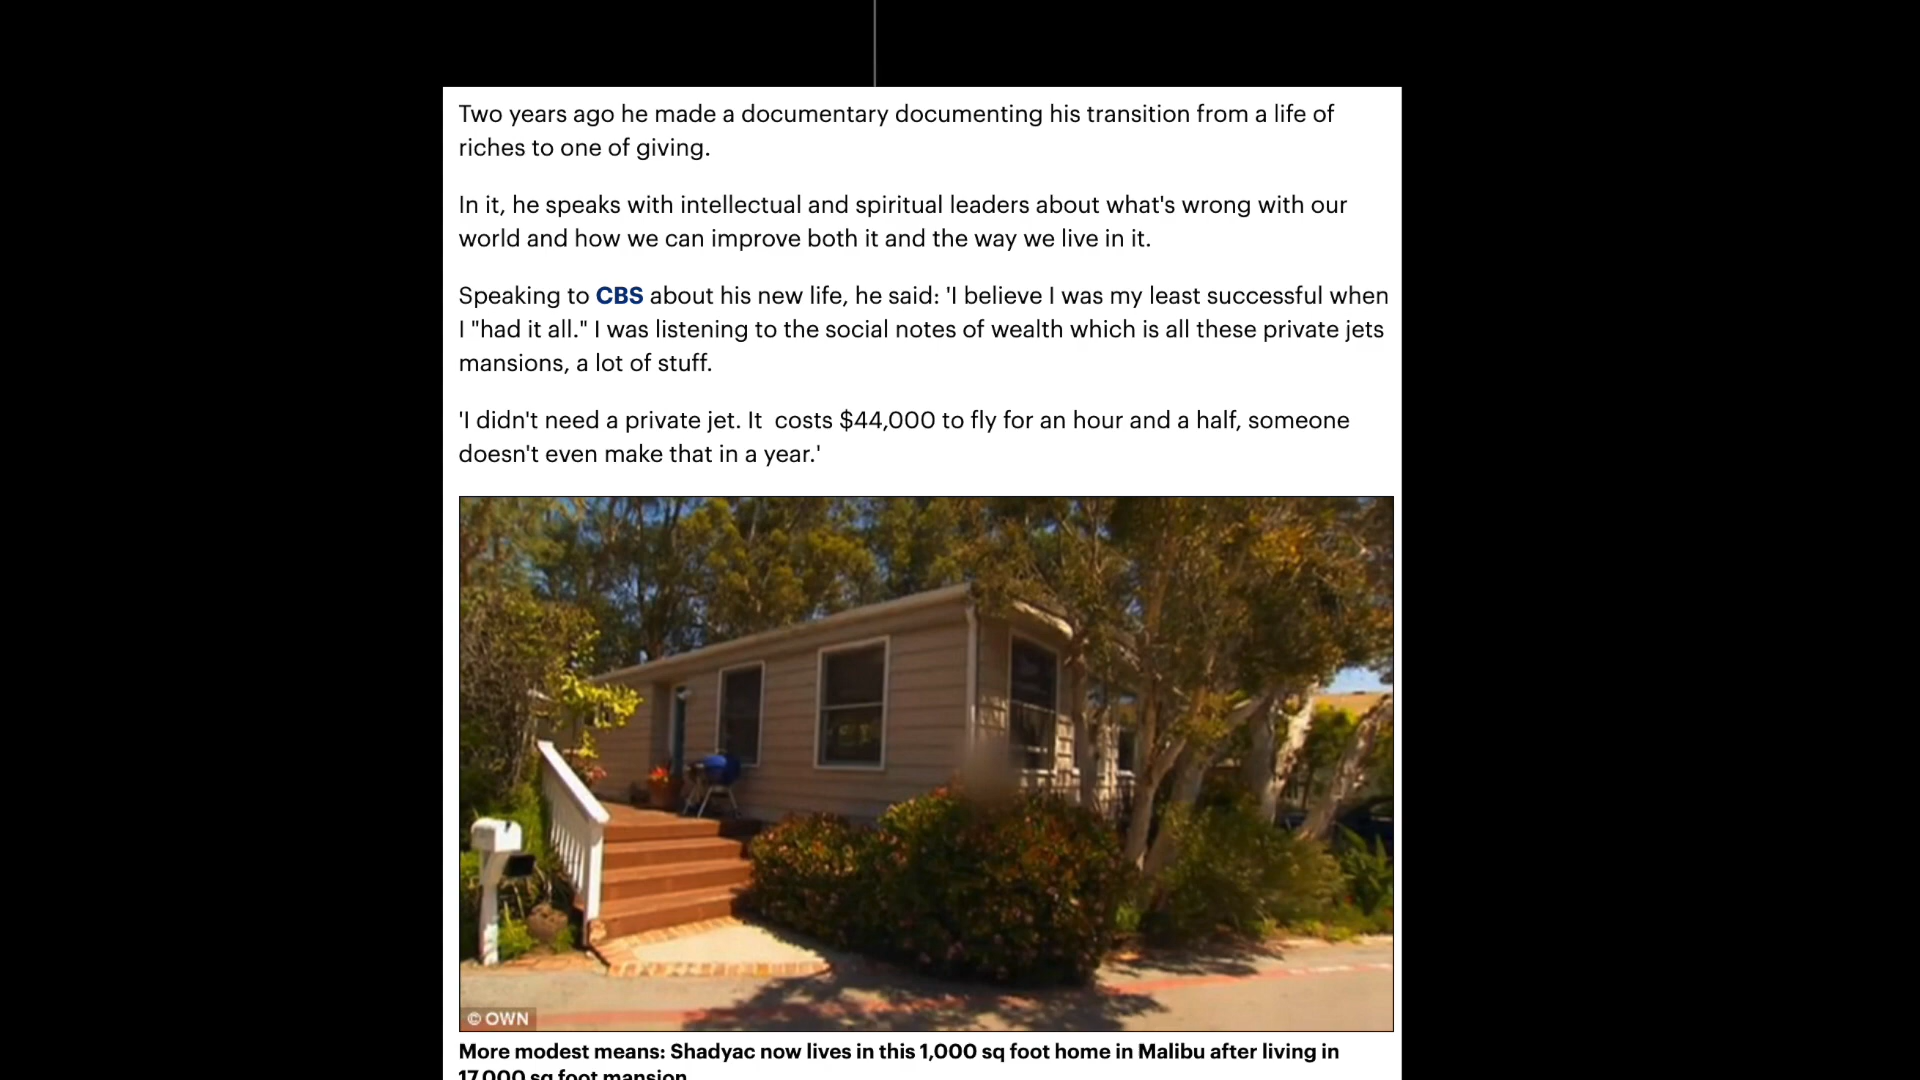 Two years ago he made a documentary documenting his transition from a life of
riches to one of giving.
In it, he speaks with intellectual and spiritual leaders about what's wrong with our
world and how we can improve both it and the way we live in it.
Speaking to CBS about his new life, he said: 'I believe I was my least successful when
I "had it all." I was listening to the social notes of wealth which is all these private jets
mansions, a lot of stuff.
'I didn't need a private jet. It  costs $44,000 to fly for an hour and a half, someone
doesn't even make that in a year.'
© OWN
More modest means: Shadyac now lives in this 1,000 sq foot home in Malibu after living in
17,000 sq foot mansion